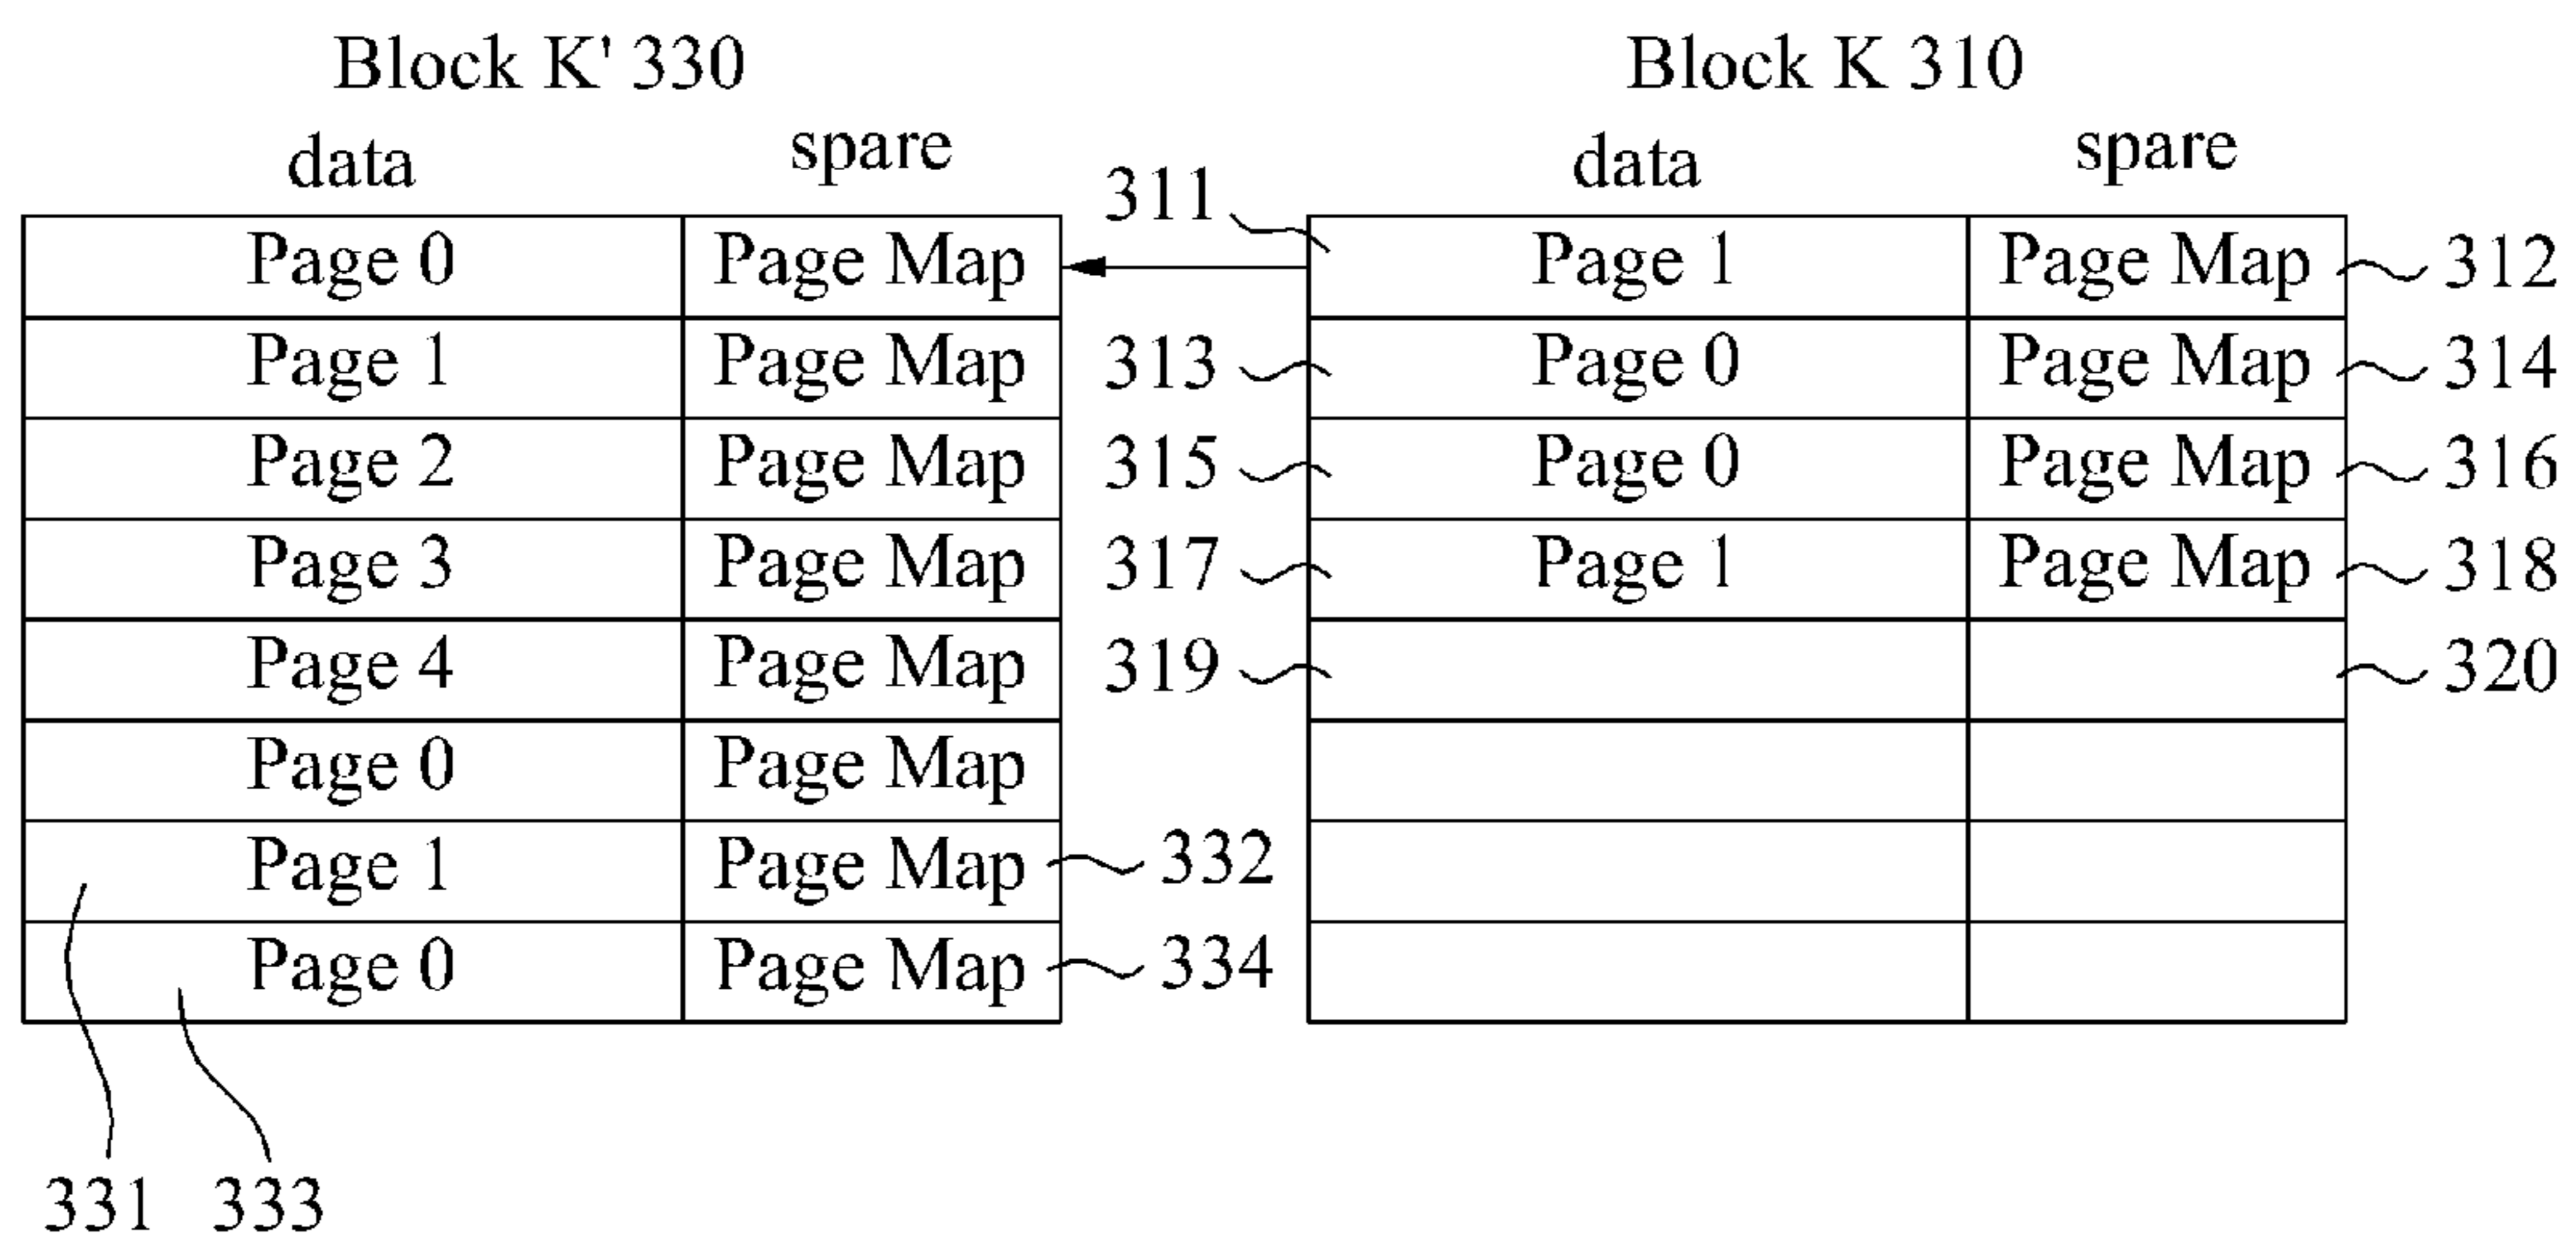 Block K' 330 Block K 310
data spare data spare
311
Page 0 Page Map Page 1 Page Map 312
Page 1 Page Map 313 Page 0 Page Map 314
Page 2 Page Map 315 Page 0 Page Map 316
Page 3 Page Map 317 Page 1 Page Map 318
Page 4 Page Map 319 320
Page 0 Page Map
Page 1 Page Map 332
Page 0 Page Map 334
331 333